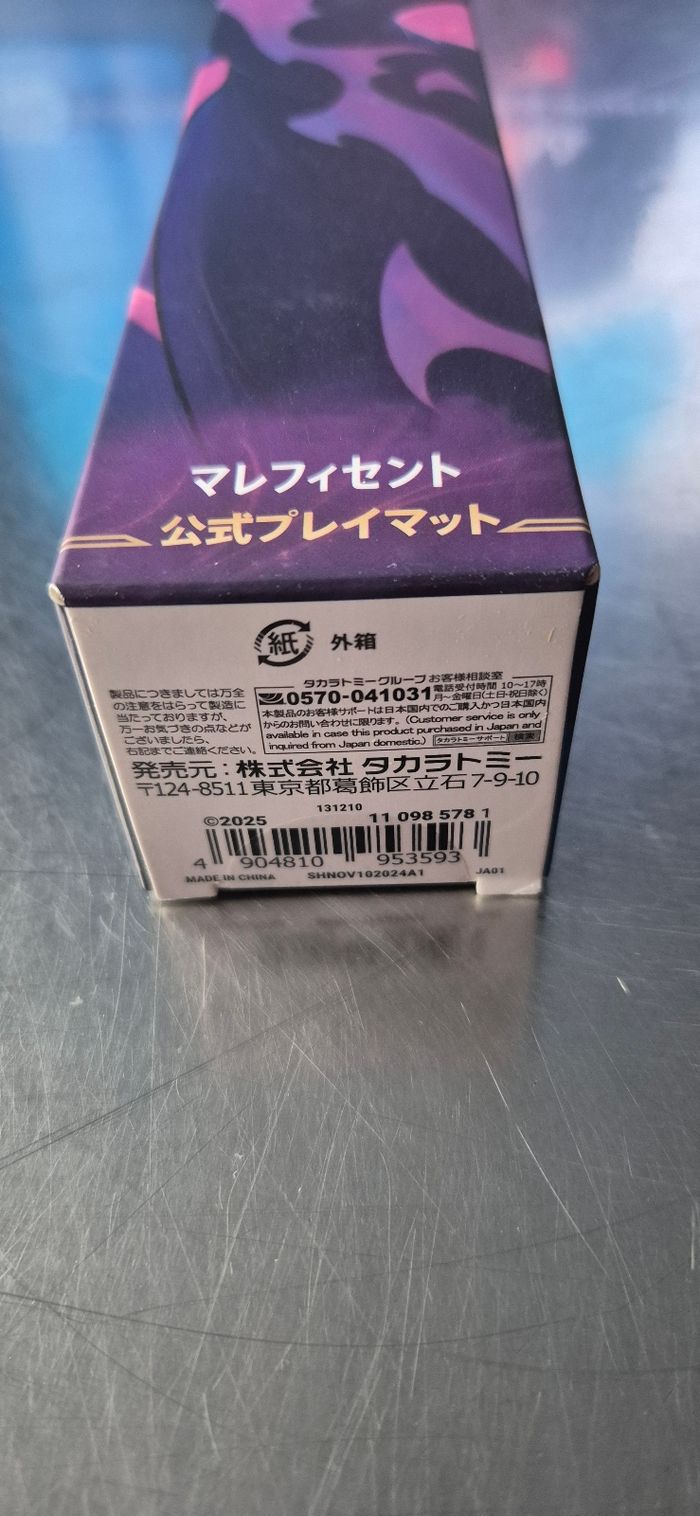 マレフィセント
公式プレイマット
紙 外箱
製品につきましては万全
の注意をはらって製造に
当たっておりますが、
万一お気づきの点などが
ございましたら、
右記までご連絡ください。
タカラトミーグループ お客様相談室
0570-041031 電話受付時間 10〜17時
月〜金曜日(土・日・祝日除く)
本製品のお客様サポートは日本国内でのご購入かつ日本国内
からのお問い合わせに限ります。(Customer service is only
available in case this product purchased in Japan and
inquired from Japan domestic.) タカラトミーサポート 検索
発売元:株式会社 タカラトミー
〒124-8511 東京都葛飾区立石 7-9-10
131210
©2025 11 098 578 1
4 904810 953593
MADE IN CHINA SHNOV102024A1 JA01